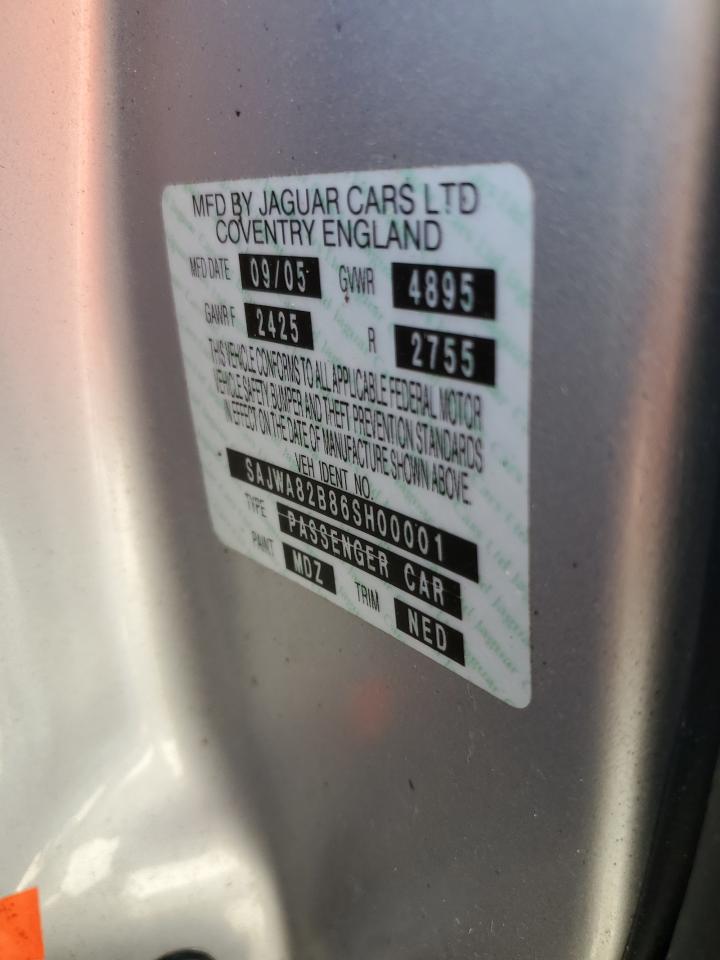 MFD BY JAGUAR CARS LTD
COVENTRY ENGLAND
MFD DATE 09/05 GVWR 4895
GAWR F 2425 R 2755
THIS VEHICLE CONFORMS TO ALL APPLICABLE FEDERAL MOTOR
VEHICLE SAFETY BUMPER AND THEFT PREVENTION STANDARDS
IN EFFECT ON THE DATE OF MANUFACTURE SHOWN ABOVE.
VEH IDENT NO.
SAJWA82B86SH00001
TYPE PASSENGER CAR
PAINT MDZ TRIM NED